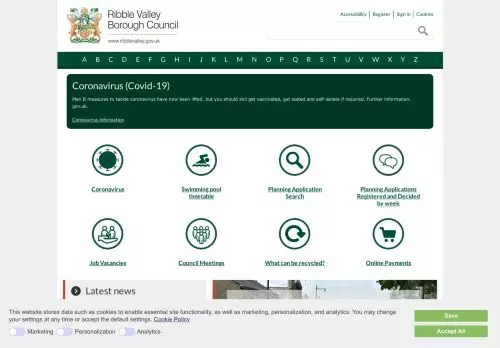 Ribble Valley
Borough Council
www.ribblevalley.gov.uk
Accessibility Register Sign in Cookies
A B C D E F G H I J K L M N O P Q R S T U V W X Y Z
Coronavirus (Covid-19)
Plan B measures to tackle coronavirus have now been lifted, but you should still get vaccinated, get tested and self-isolate if required. Further information:
gov.uk.
Coronavirus information
Coronavirus
Swimming pool
timetable
Planning Application
Search
Planning Applications
Registered and Decided
by week
Job Vacancies
Council Meetings
What can be recycled?
Online Payments
Latest news
This website stores data such as cookies to enable essential site functionality, as well as marketing, personalization, and analytics. You may change
your settings at any time or accept the default settings. Cookie Policy
Marketing Personalization Analytics
Save
Accept All